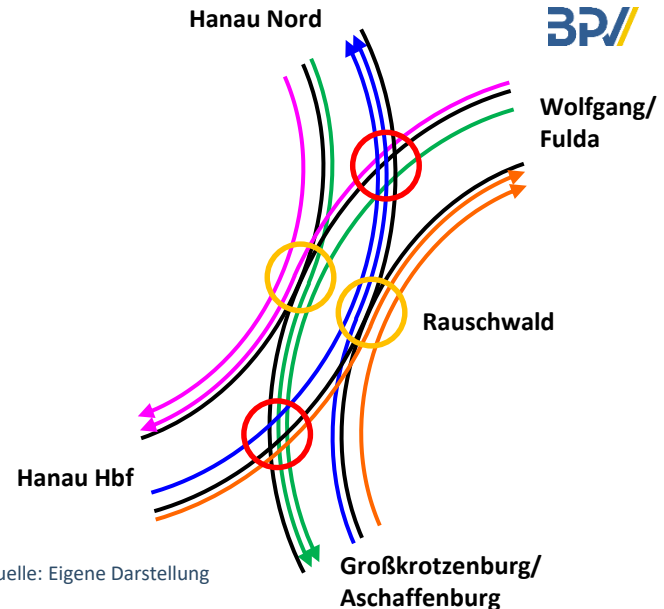 Hanau Nord
BPV
Wolfgang/
Fulda
Rauschwald
Hanau Hbf
Großkrotzenburg/
Aschaffenburg
uelle: Eigene Darstellung